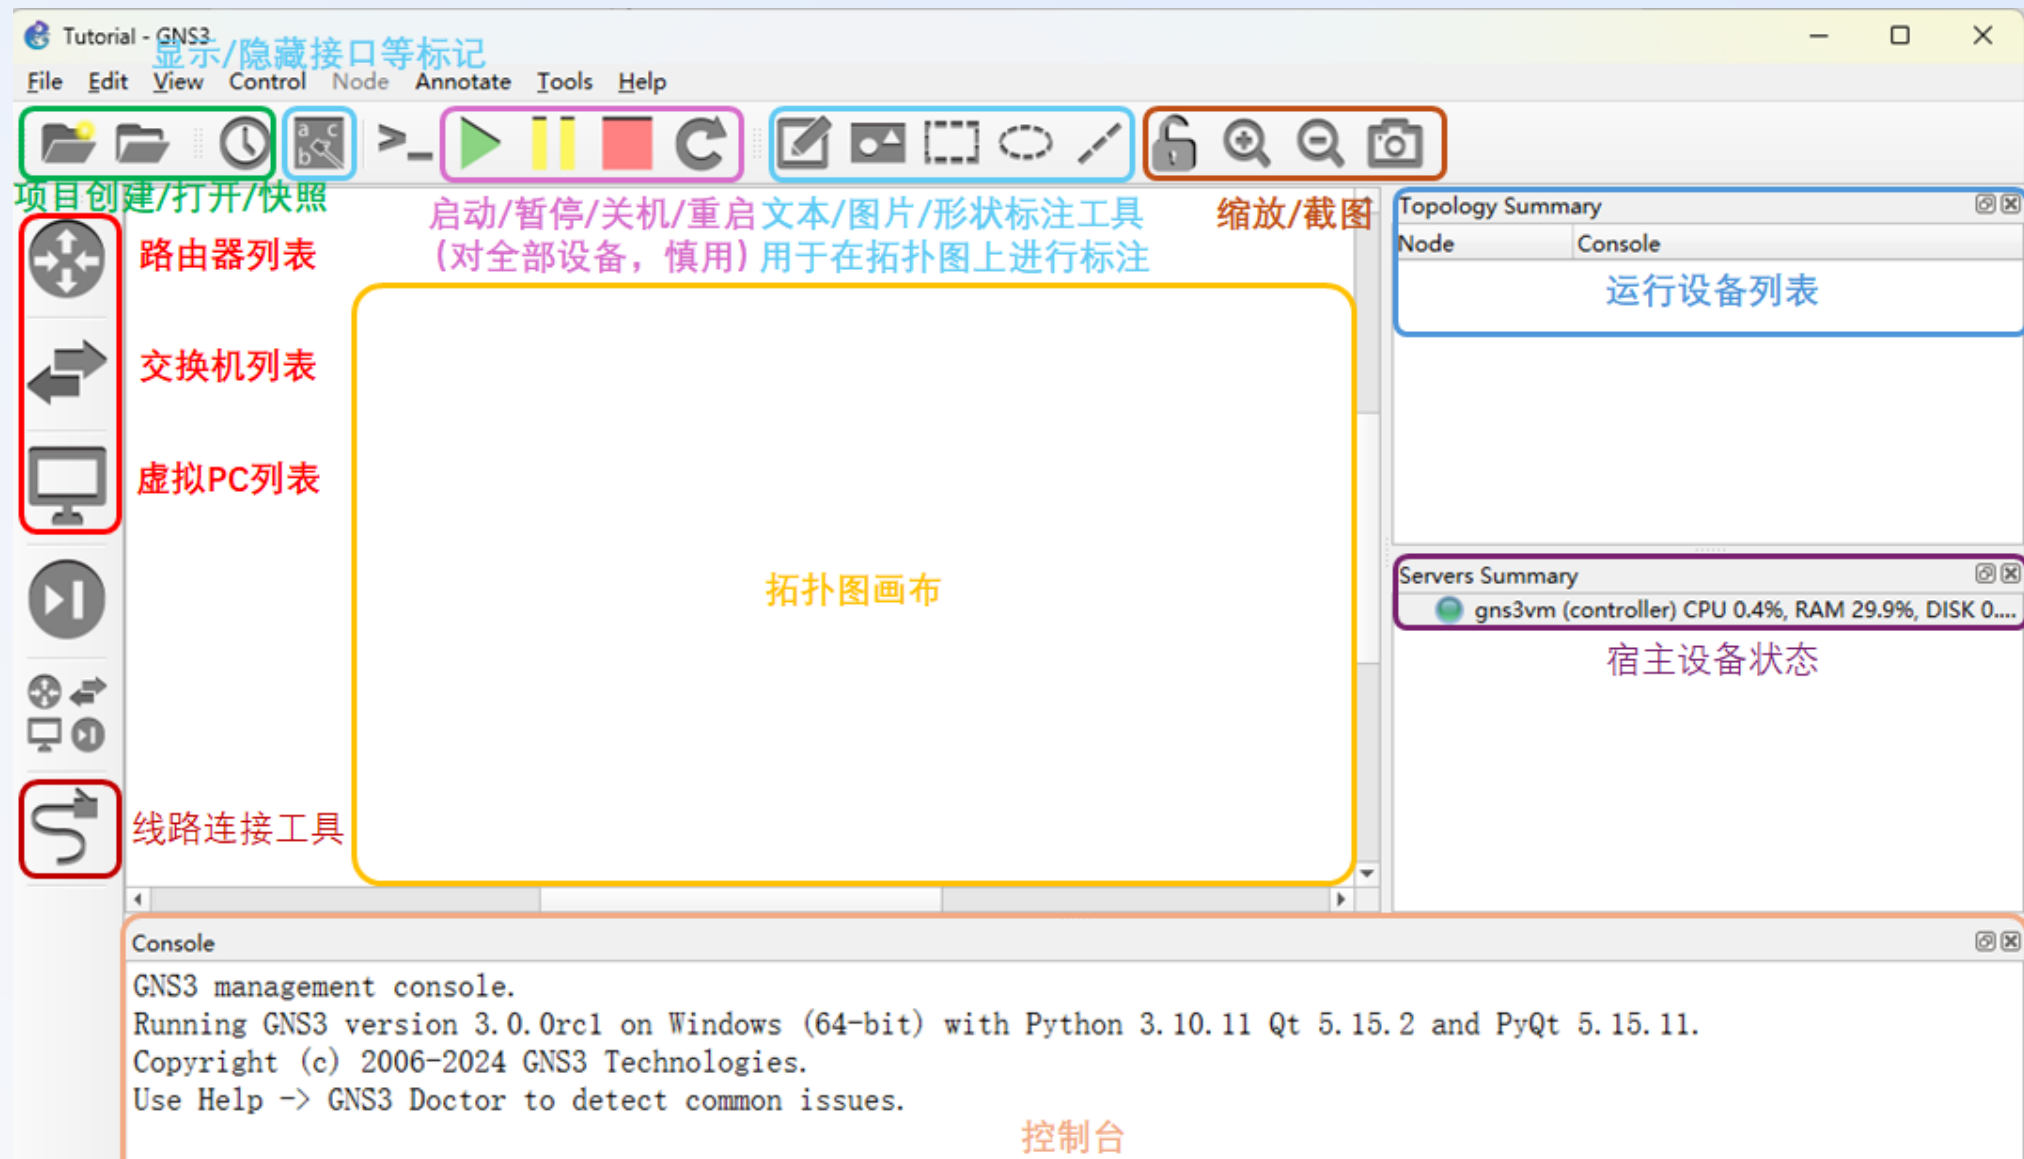 Tutorial - GNS3
显示/隐藏接口等标记
File Edit View Control Node Annotate Tools Help
项目创建/打开/快照
启动/暂停/关机/重启
(对全部设备，慎用)
文本/图片/形状标注工具
用于在拓扑图上进行标注
缩放/截图
路由器列表
交换机列表
虚拟PC列表
线路连接工具
拓扑图画布
Topology Summary
Node Console
运行设备列表
Servers Summary
gns3vm (controller) CPU 0.4%, RAM 29.9%, DISK 0....
宿主设备状态
Console
GNS3 management console.
Running GNS3 version 3.0.0rc1 on Windows (64-bit) with Python 3.10.11 Qt 5.15.2 and PyQt 5.15.11.
Copyright (c) 2006-2024 GNS3 Technologies.
Use Help -> GNS3 Doctor to detect common issues.
控制台